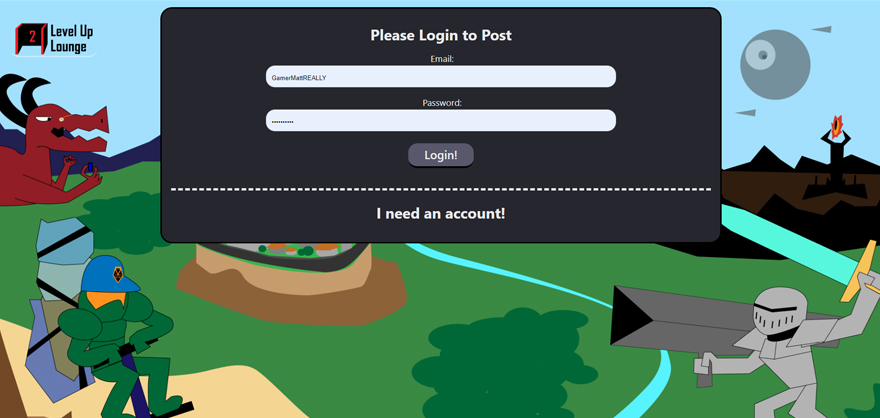 2 Level Up
Lounge
Please Login to Post
Email:
GamerMattREALLY
Password:
••••••••••
Login!
I need an account!